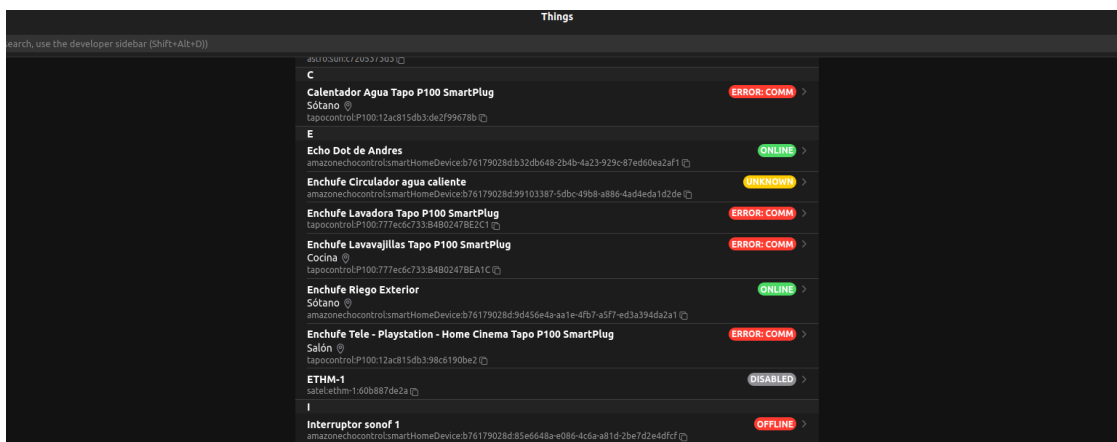 Things
search, use the developer sidebar (Shift+Alt+D))
astro:sun:c720537503
C
Calentador Agua Tapo P100 SmartPlug ERROR: COMM
Sótano
tapocontrol:P100:12ac815db3:de2f99678b
E
Echo Dot de Andres ONLINE
amazonechocontrol:smartHomeDevice:b76179028d:b32db648-2b4b-4a23-929c-87ed60ea2af1
Enchufe Circulador agua caliente UNKNOWN
amazonechocontrol:smartHomeDevice:b76179028d:99103387-5dbc-49b8-a886-4ad4eda1d2de
Enchufe Lavadora Tapo P100 SmartPlug ERROR: COMM
tapocontrol:P100:777ec6c733:B4B0247BE2C1
Enchufe Lavavajillas Tapo P100 SmartPlug ERROR: COMM
Cocina
tapocontrol:P100:777ec6c733:B4B0247BEA1C
Enchufe Riego Exterior ONLINE
Sótano
amazonechocontrol:smartHomeDevice:b76179028d:9d456e4a-aa1e-4fb7-a5f7-ed3a394da2a1
Enchufe Tele - Playstation - Home Cinema Tapo P100 SmartPlug ERROR: COMM
Salón
tapocontrol:P100:12ac815db3:98c6190be2
ETHM-1 DISABLED
satel:ethm-1:60b887de2a
I
Interruptor sonof 1 OFFLINE
amazonechocontrol:smartHomeDevice:b76179028d:85e6648a-e086-4c6a-a81d-2be7d2e4dfcf